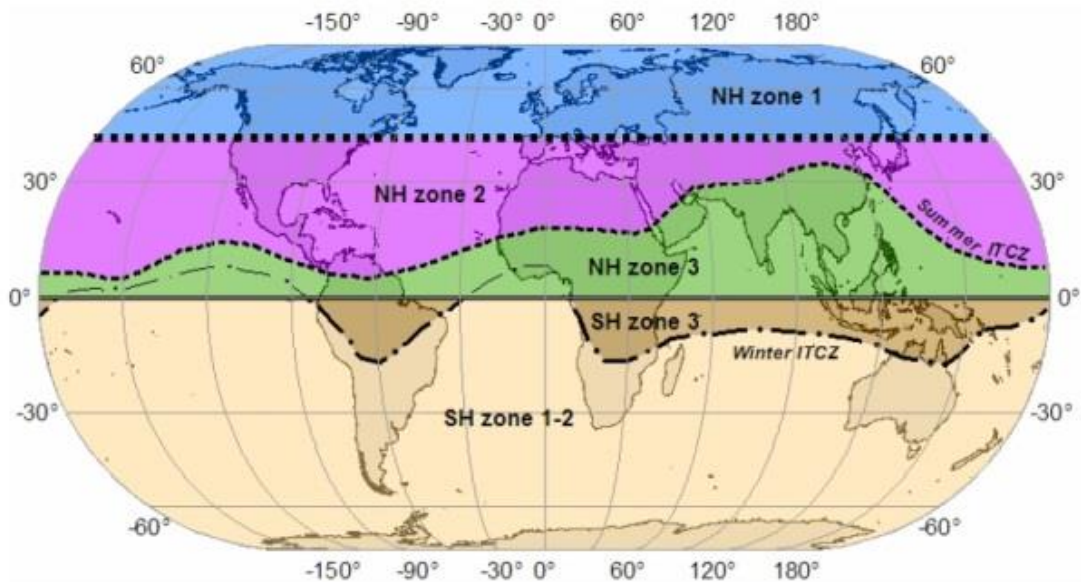 -150° -90° -30° 0° 60° 120° 180°
60° 60°
NH zone 1
30° 30°
NH zone 2
Summer ITCZ
NH zone 3
0° 0°
SH zone 3
Winter ITCZ
-30° -30°
SH zone 1-2
-60° -60°
-150° -90° -30° 0° 60° 120° 180°